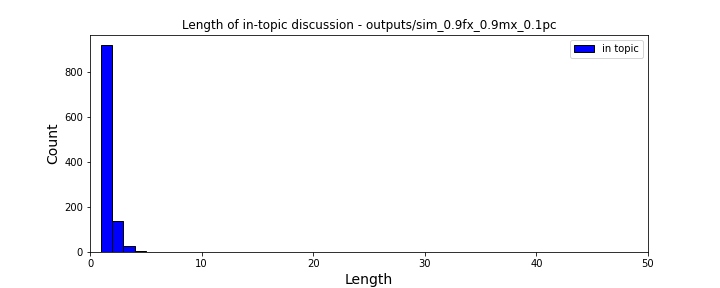 Length of in-topic discussion - outputs/sim_0.9fx_0.9mx_0.1pc
in topic
Count
800
600
400
200
0
0 10 20 30 40 50
Length